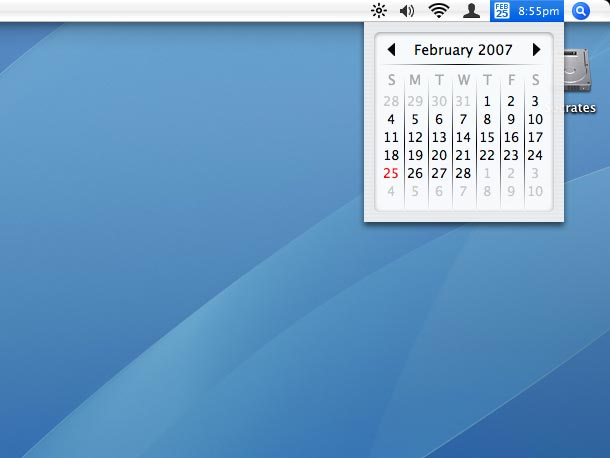 FEB
25
8:55pm
February 2007
S M T W T F S
28 29 30 31 1 2 3
4 5 6 7 8 9 10
11 12 13 14 15 16 17
18 19 20 21 22 23 24
25 26 27 28 1 2 3
4 5 6 7 8 9 10
rates